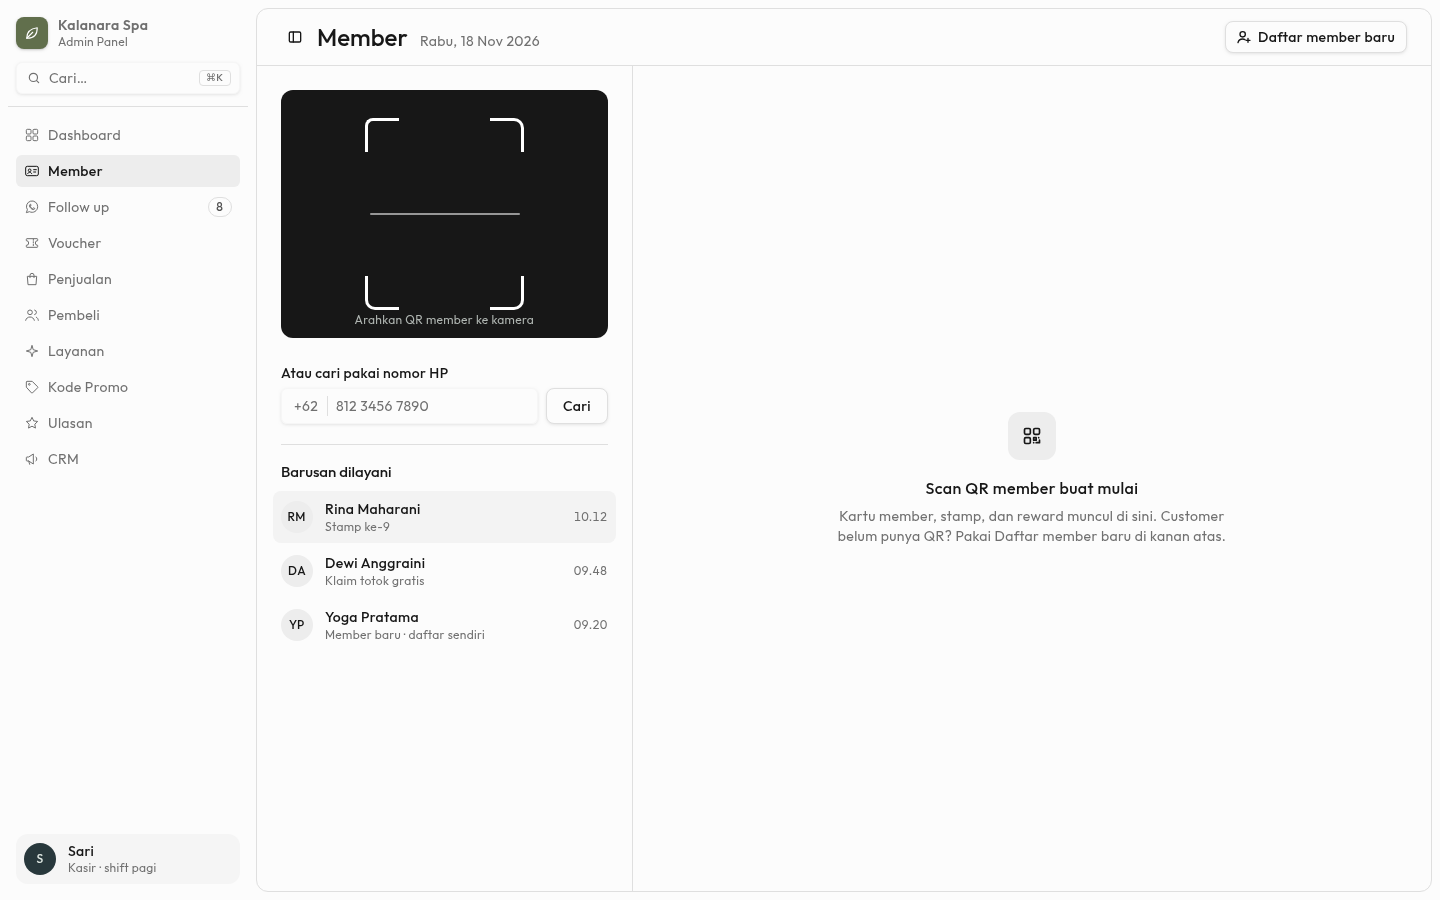 Kalanara Spa
Admin Panel
Cari...
⌘K
Dashboard
Member
Follow up
8
Voucher
Penjualan
Pembeli
Layanan
Kode Promo
Ulasan
CRM
S
Sari
Kasir · shift pagi
Member
Rabu, 18 Nov 2026
Daftar member baru
Arahkan QR member ke kamera
Atau cari pakai nomor HP
+62
812 3456 7890
Cari
Barusan dilayani
RM
Rina Maharani
Stamp ke-9
10.12
DA
Dewi Anggraini
Klaim totok gratis
09.48
YP
Yoga Pratama
Member baru · daftar sendiri
09.20
Scan QR member buat mulai
Kartu member, stamp, dan reward muncul di sini. Customer
belum punya QR? Pakai Daftar member baru di kanan atas.